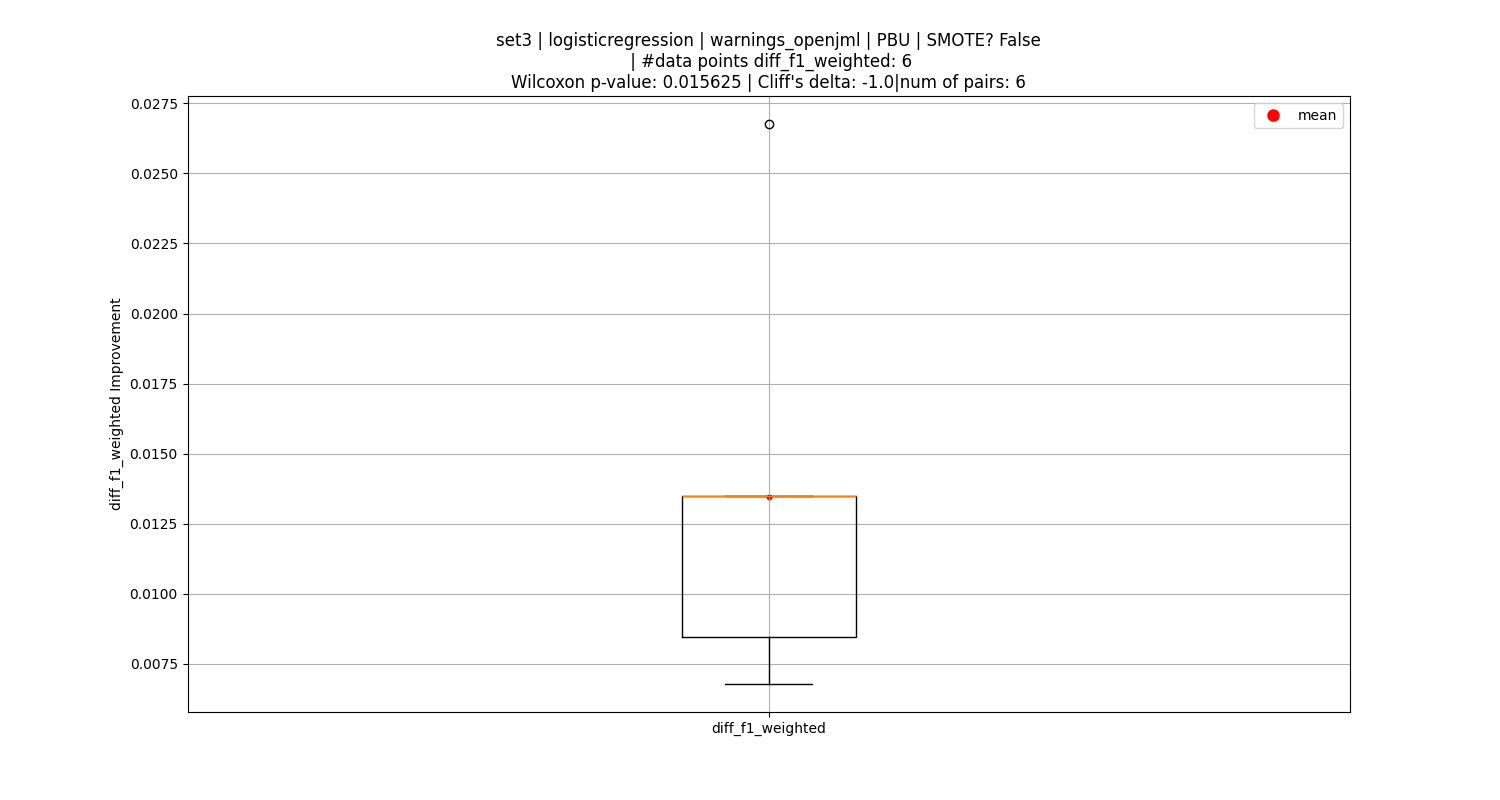 set3 | logisticregression | warnings_openjml | PBU | SMOTE? False
| #data points diff_f1_weighted: 6
Wilcoxon p-value: 0.015625 | Cliff's delta: -1.0|num of pairs: 6
mean
0.0275
0.0250
0.0225
0.0200
0.0175
0.0150
0.0125
0.0100
0.0075
diff_f1_weighted Improvement
diff_f1_weighted